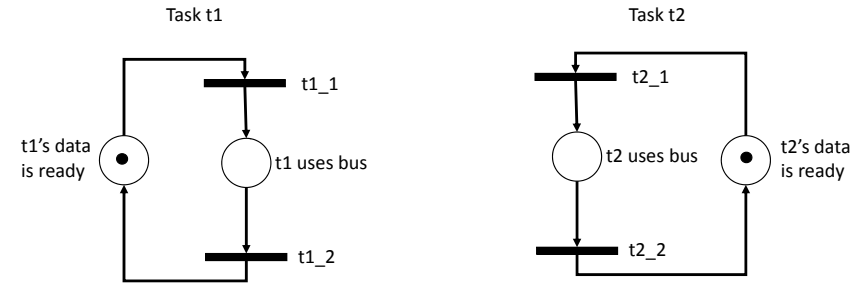 Task t1
Task t2
t1_1
t2_1
t1's data
is ready
t1 uses bus
t2 uses bus
t2's data
is ready
t1_2
t2_2